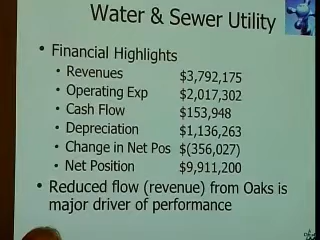 Water & Sewer Utility
• Financial Highlights
• Revenues $3,792,175
• Operating Exp $2,017,302
• Cash Flow $153,948
• Depreciation $1,136,263
• Change in Net Pos $(356,027)
• Net Position $9,911,200
• Reduced flow (revenue) from Oaks is
major driver of performance